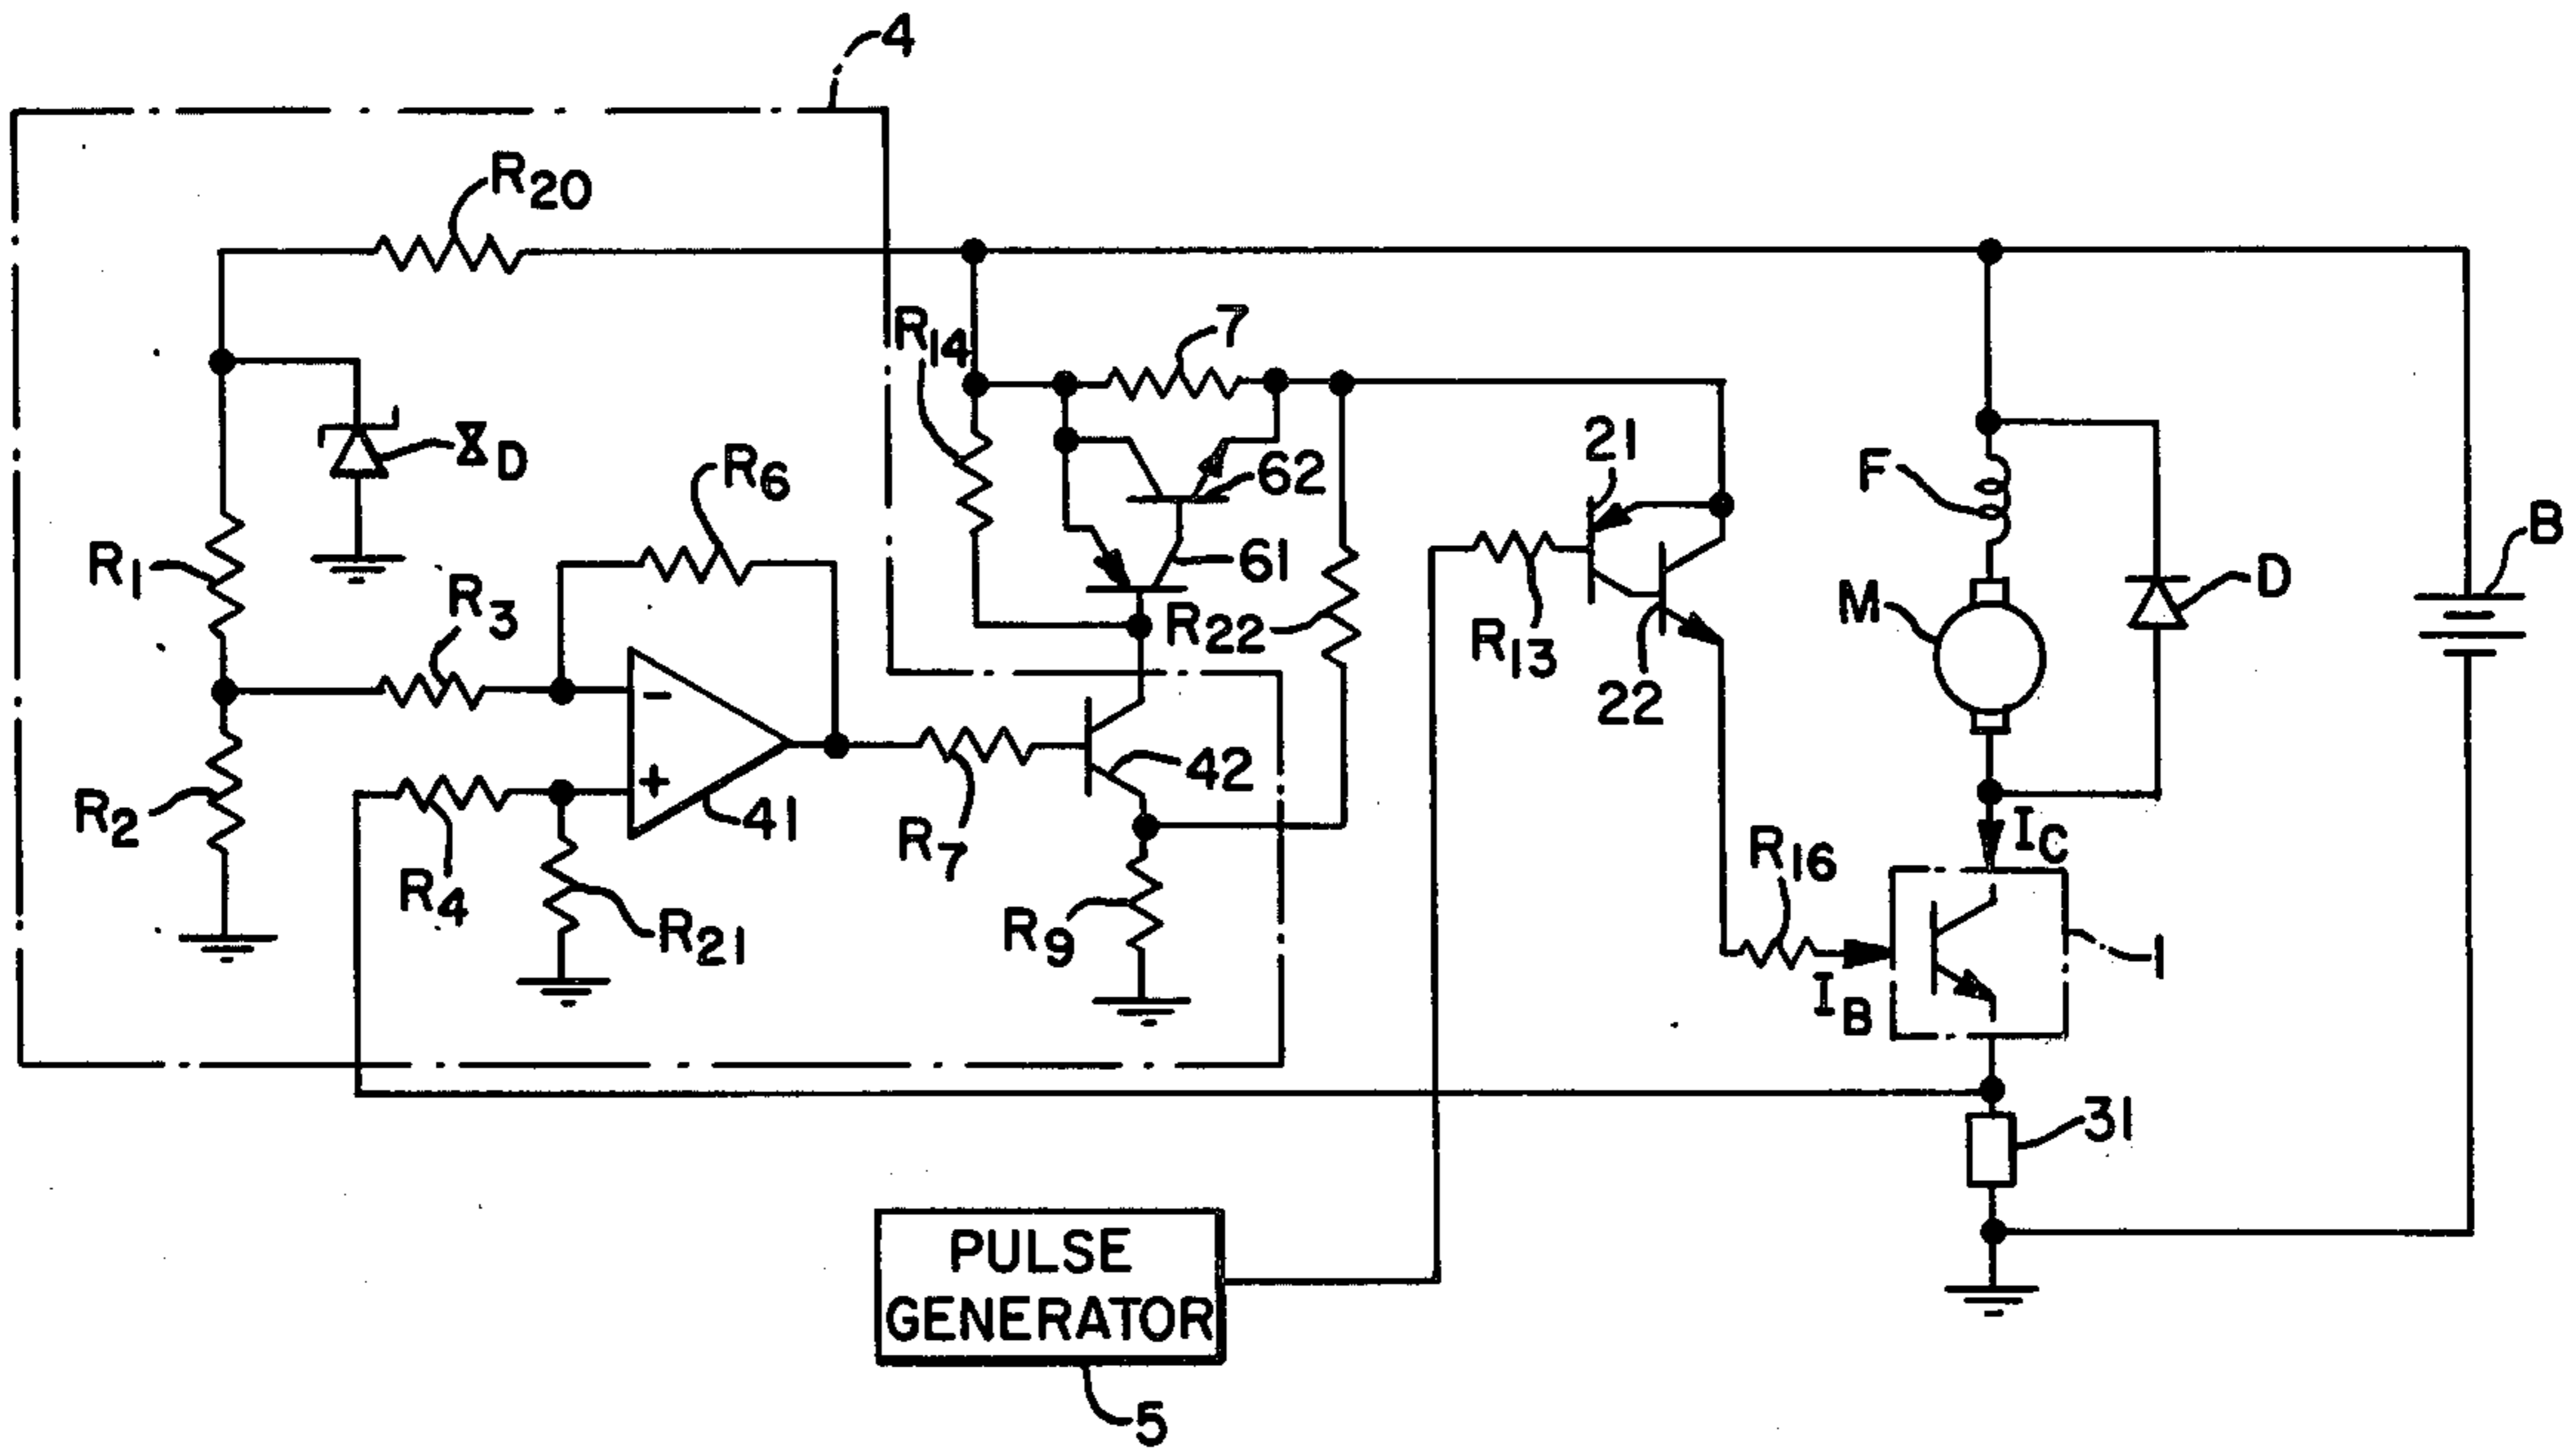 4
R20
R14
7
XD
R6
62
21
F
B
R1
R3
61
R22
R13
M
D
22
R2
41
42
R7
R4
R21
R9
IC
R16
IB
1
31
-
+
PULSE
GENERATOR
5